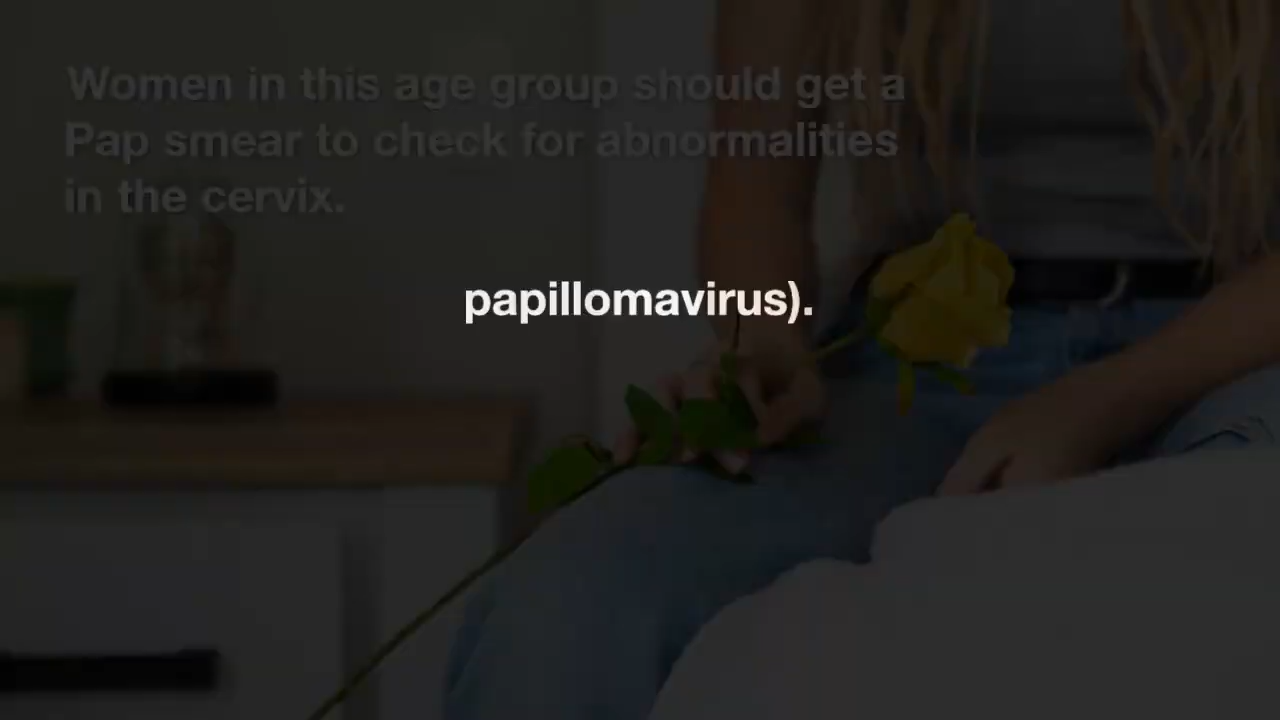 Women in this age group should get a
Pap smear to check for abnormalities
in the cervix.
papillomavirus).